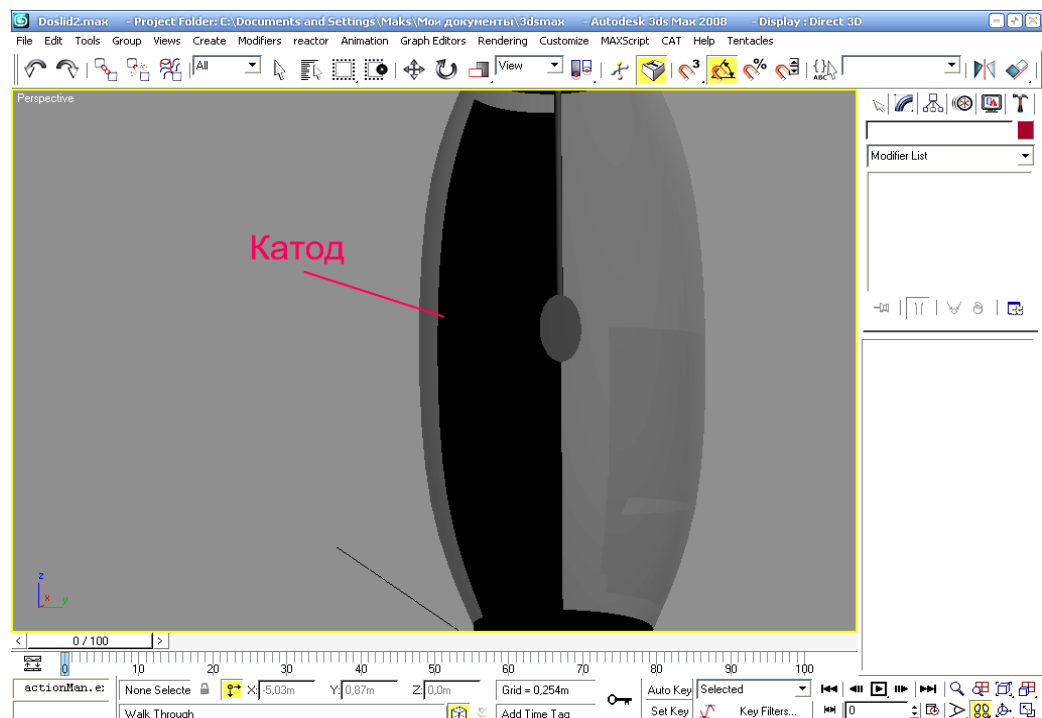 Doslid2.max - Project Folder: C:\Documents and Settings\Maks\Мои документы\3dsmax - Autodesk 3ds Max 2008 - Display : Direct 3D
File Edit Tools Group Views Create Modifiers reactor Animation Graph Editors Rendering Customize MAXScript CAT Help Tentacles
All View 3 % ABC
Perspective
Modifier List
Катод
z
x y
0 / 100
0 10 20 30 40 50 60 70 80 90 100
actionMan.e: None Selecte X: -5,03m Y: 0,87m Z: 0,0m Grid = 0,254m Auto Key Selected
Walk Through Add Time Tag Set Key Key Filters... 0